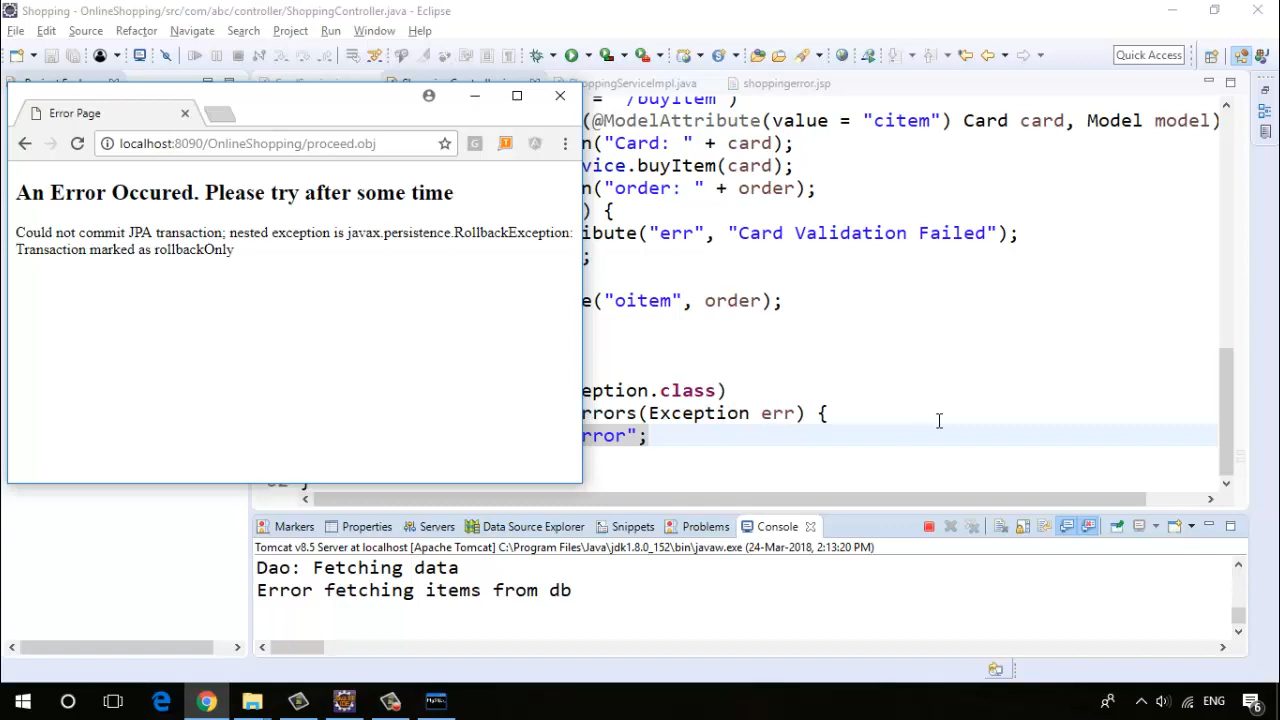 Shopping - OnlineShopping/src/com/abc/controller/ShoppingController.java - Eclipse
File Edit Source Refactor Navigate Search Project Run Window Help
Quick Access
ShoppingServiceImpl.java shoppingerror.jsp
Error Page
localhost:8090/OnlineShopping/proceed.obj
An Error Occured. Please try after some time
Could not commit JPA transaction; nested exception is javax.persistence.RollbackException:
Transaction marked as rollbackOnly
= "/buyItem")
(@ModelAttribute(value = "citem") Card card, Model model)
n("Card: " + card);
vice.buyItem(card);
n("order: " + order);
) {
ibute("err", "Card Validation Failed");
;
e("oitem", order);
eption.class)
rrors(Exception err) {
rror";
Markers Properties Servers Data Source Explorer Snippets Problems Console
Tomcat v8.5 Server at localhost [Apache Tomcat] C:\Program Files\Java\jdk1.8.0_152\bin\javaw.exe (24-Mar-2018, 2:13:20 PM)
Dao: Fetching data
Error fetching items from db
ENG
6